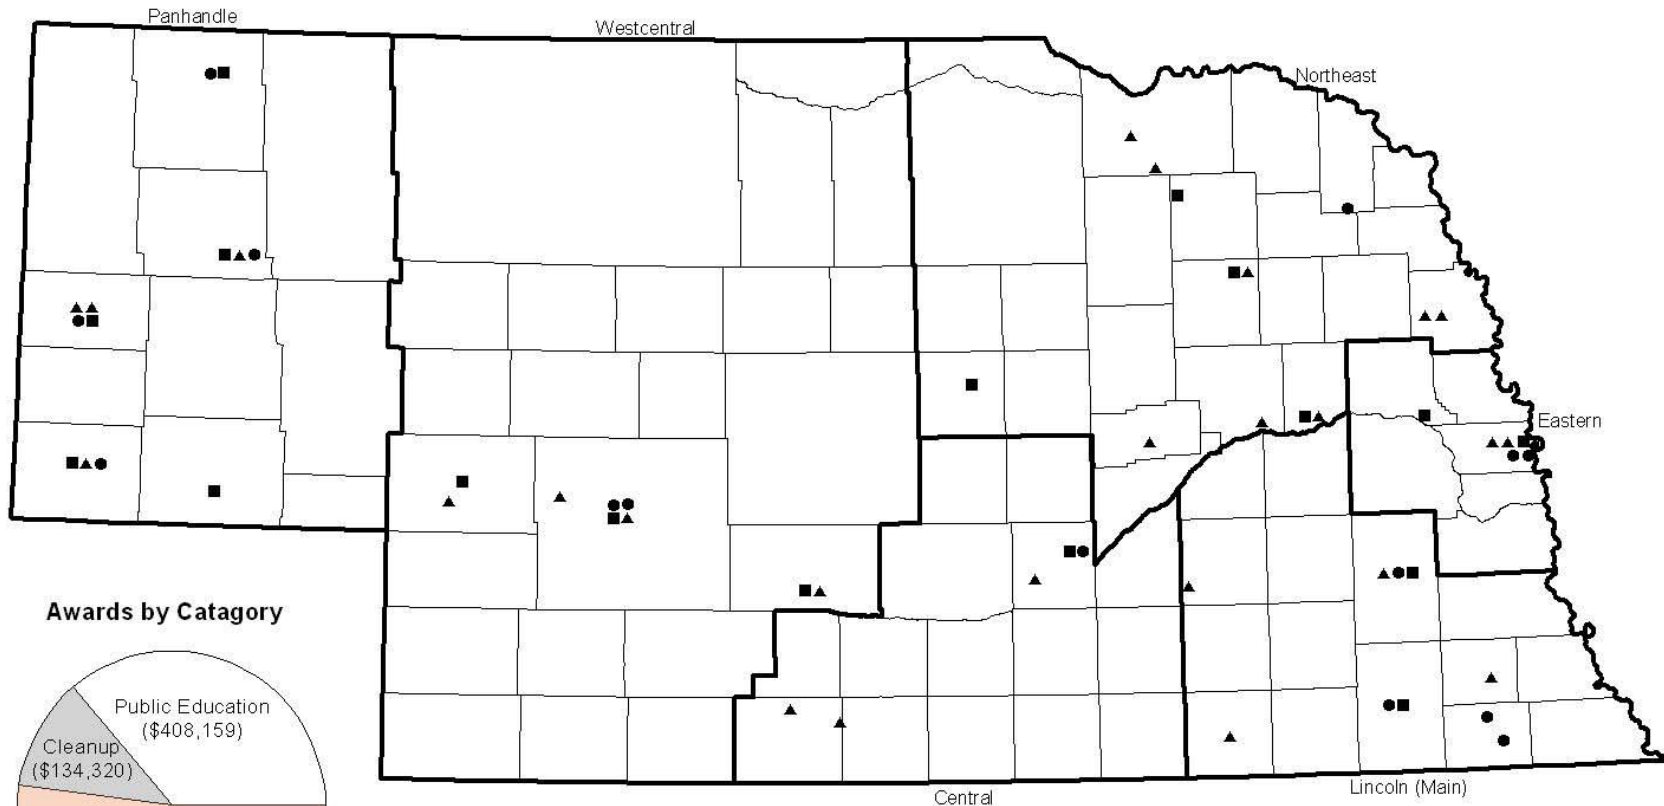 Panhandle
Westcentral
Northeast
Eastern
Awards by Catagory
Public Education
($408,159)
Cleanup
($134,320)
Central
Lincoln (Main)